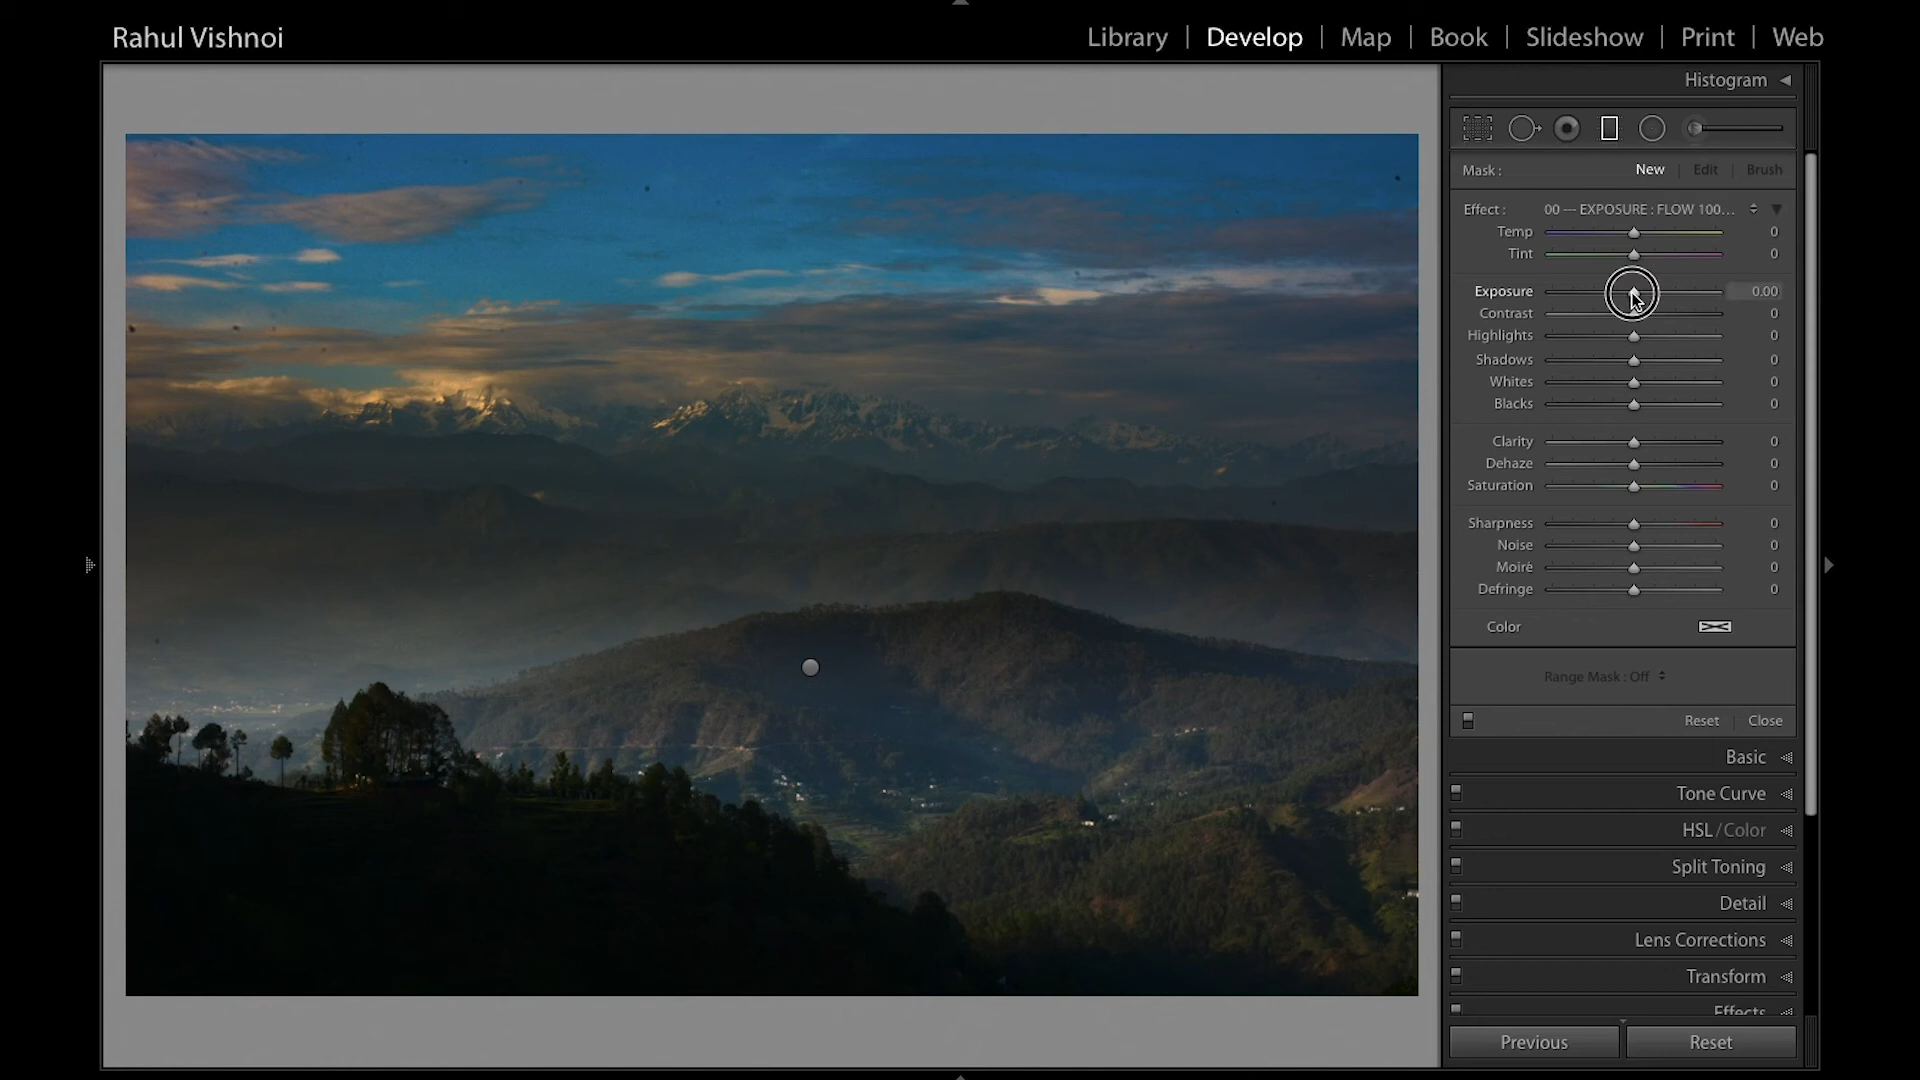 Rahul Vishnoi
Library | Develop | Map | Book | Slideshow | Print | Web
Histogram
Mask : New | Edit | Brush
Effect : 00 --- EXPOSURE : FLOW 100...
Temp 0
Tint 0
Exposure 0.00
Contrast 0
Highlights 0
Shadows 0
Whites 0
Blacks 0
Clarity 0
Dehaze 0
Saturation 0
Sharpness 0
Noise 0
Moiré 0
Defringe 0
Color
Range Mask : Off
Reset | Close
Basic
Tone Curve
HSL / Color
Split Toning
Detail
Lens Corrections
Transform
Effects
Previous Reset